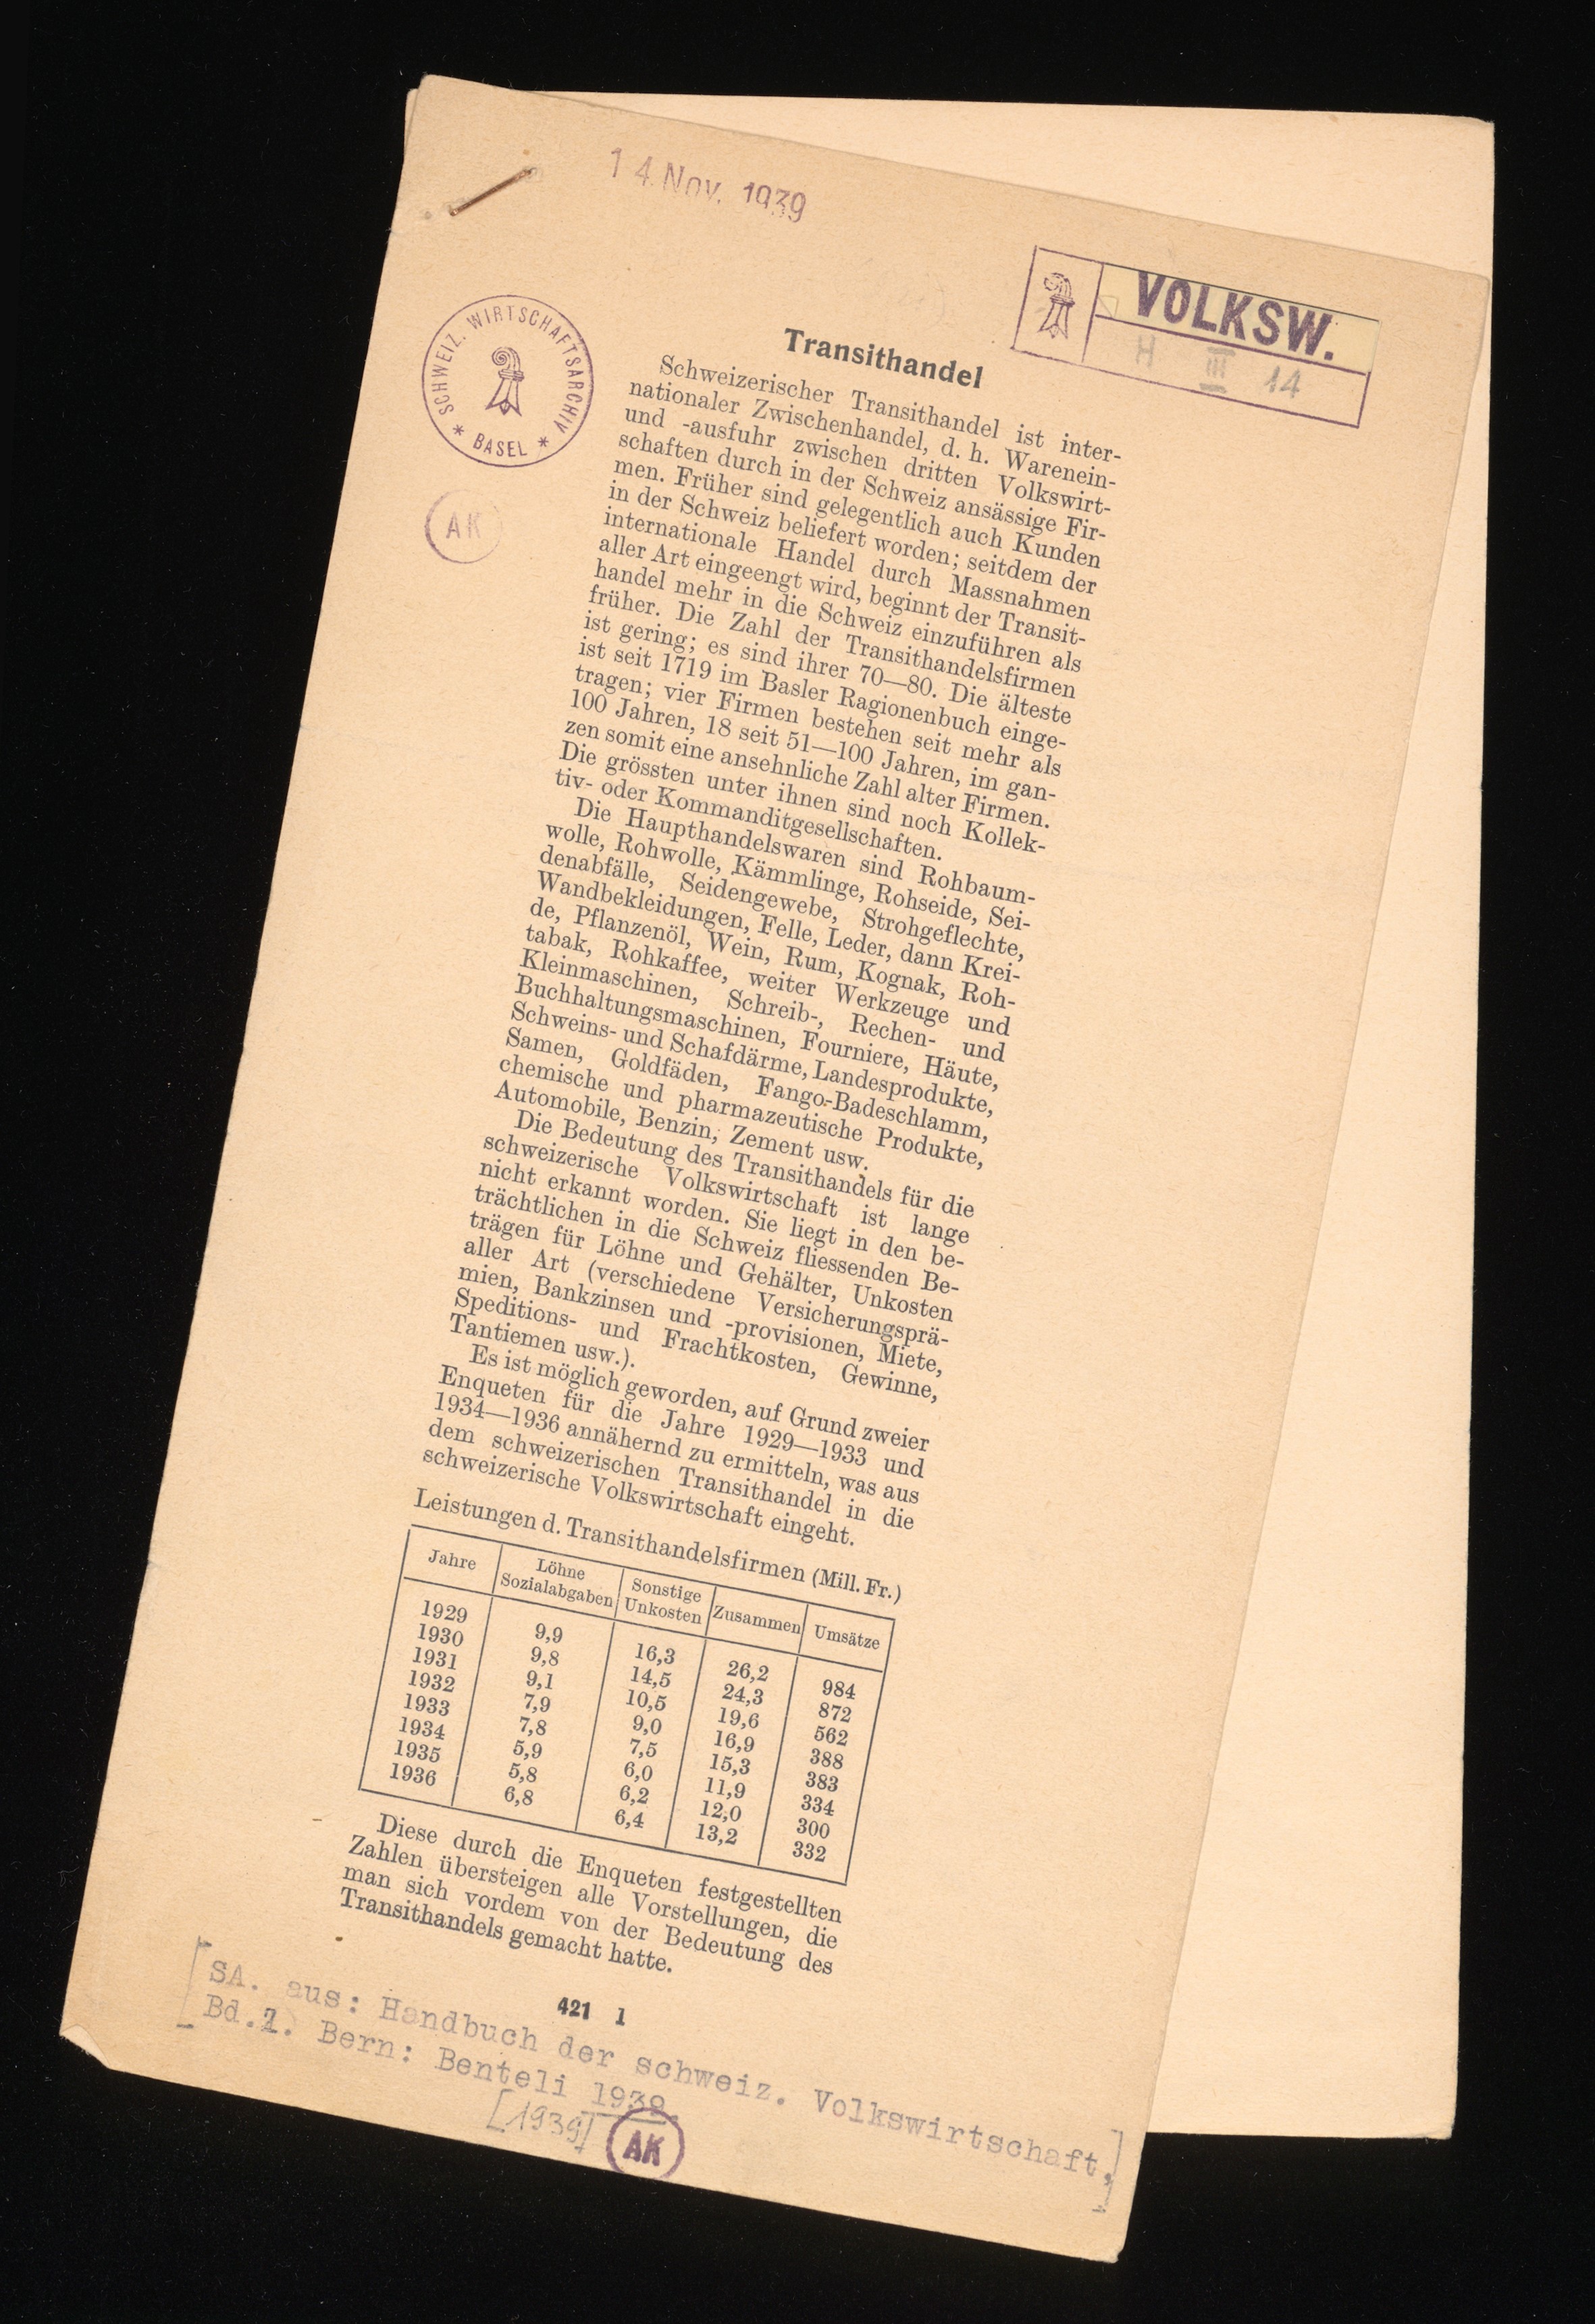 14. Nov. 1939
VOLKSW.
H III 14
SCHWEIZ. WIRTSCHAFTSARCHIV
* BASEL *
AK
Transithandel
Schweizerischer Transithandel ist inter-
nationaler Zwischenhandel, d. h. Warenein-
und -ausfuhr zwischen dritten Volkswirt-
schaften durch in der Schweiz ansässige Fir-
men. Früher sind gelegentlich auch Kunden
in der Schweiz beliefert worden; seitdem der
internationale Handel durch Massnahmen
aller Art eingeengt wird, beginnt der Transit-
handel mehr in die Schweiz einzuführen als
früher. Die Zahl der Transithandelsfirmen
ist gering; es sind ihrer 70—80. Die älteste
ist seit 1719 im Basler Ragionenbuch einge-
tragen; vier Firmen bestehen seit mehr als
100 Jahren, 18 seit 51—100 Jahren, im gan-
zen somit eine ansehnliche Zahl alter Firmen.
Die grössten unter ihnen sind noch Kollek-
tiv- oder Kommanditgesellschaften.
Die Haupthandelswaren sind Rohbaum-
wolle, Rohwolle, Kämmlinge, Rohseide, Sei-
denabfälle, Seidengewebe, Strohgeflechte,
Wandbekleidungen, Felle, Leder, dann Krei-
de, Pflanzenöl, Wein, Rum, Kognak, Roh-
tabak, Rohkaffee, weiter Werkzeuge und
Kleinmaschinen, Schreib-, Rechen- und
Buchhaltungsmaschinen, Fourniere, Häute,
Schweins- und Schafdärme, Landesprodukte,
Samen, Goldfäden, Fango-Badeschlamm,
chemische und pharmazeutische Produkte,
Automobile, Benzin, Zement usw.
Die Bedeutung des Transithandels für die
schweizerische Volkswirtschaft ist lange
nicht erkannt worden. Sie liegt in den be-
trächtlichen in die Schweiz fliessenden Be-
trägen für Löhne und Gehälter, Unkosten
aller Art (verschiedene Versicherungsprä-
mien, Bankzinsen und -provisionen, Miete,
Speditions- und Frachtkosten, Gewinne,
Tantiemen usw.).
Es ist möglich geworden, auf Grund zweier
Enqueten für die Jahre 1929—1933 und
1934—1936 annähernd zu ermitteln, was aus
dem schweizerischen Transithandel in die
schweizerische Volkswirtschaft eingeht.
Leistungen d. Transithandelsfirmen (Mill. Fr.)
Jahre Löhne Sozialabgaben Sonstige Unkosten Zusammen Umsätze
1929 9,9 16,3 26,2 984
1930 9,8 14,5 24,3 872
1931 9,1 10,5 19,6 562
1932 7,9 9,0 16,9 388
1933 7,8 7,5 15,3 383
1934 5,9 6,0 11,9 334
1935 5,8 6,2 12,0 300
1936 6,8 6,4 13,2 332
Diese durch die Enqueten festgestellten
Zahlen übersteigen alle Vorstellungen, die
man sich vordem von der Bedeutung des
Transithandels gemacht hatte.
421 1
[SA. aus: Handbuch der schweiz. Volkswirtschaft,]
Bd. . Bern: Benteli 1938.
[1939]
AK